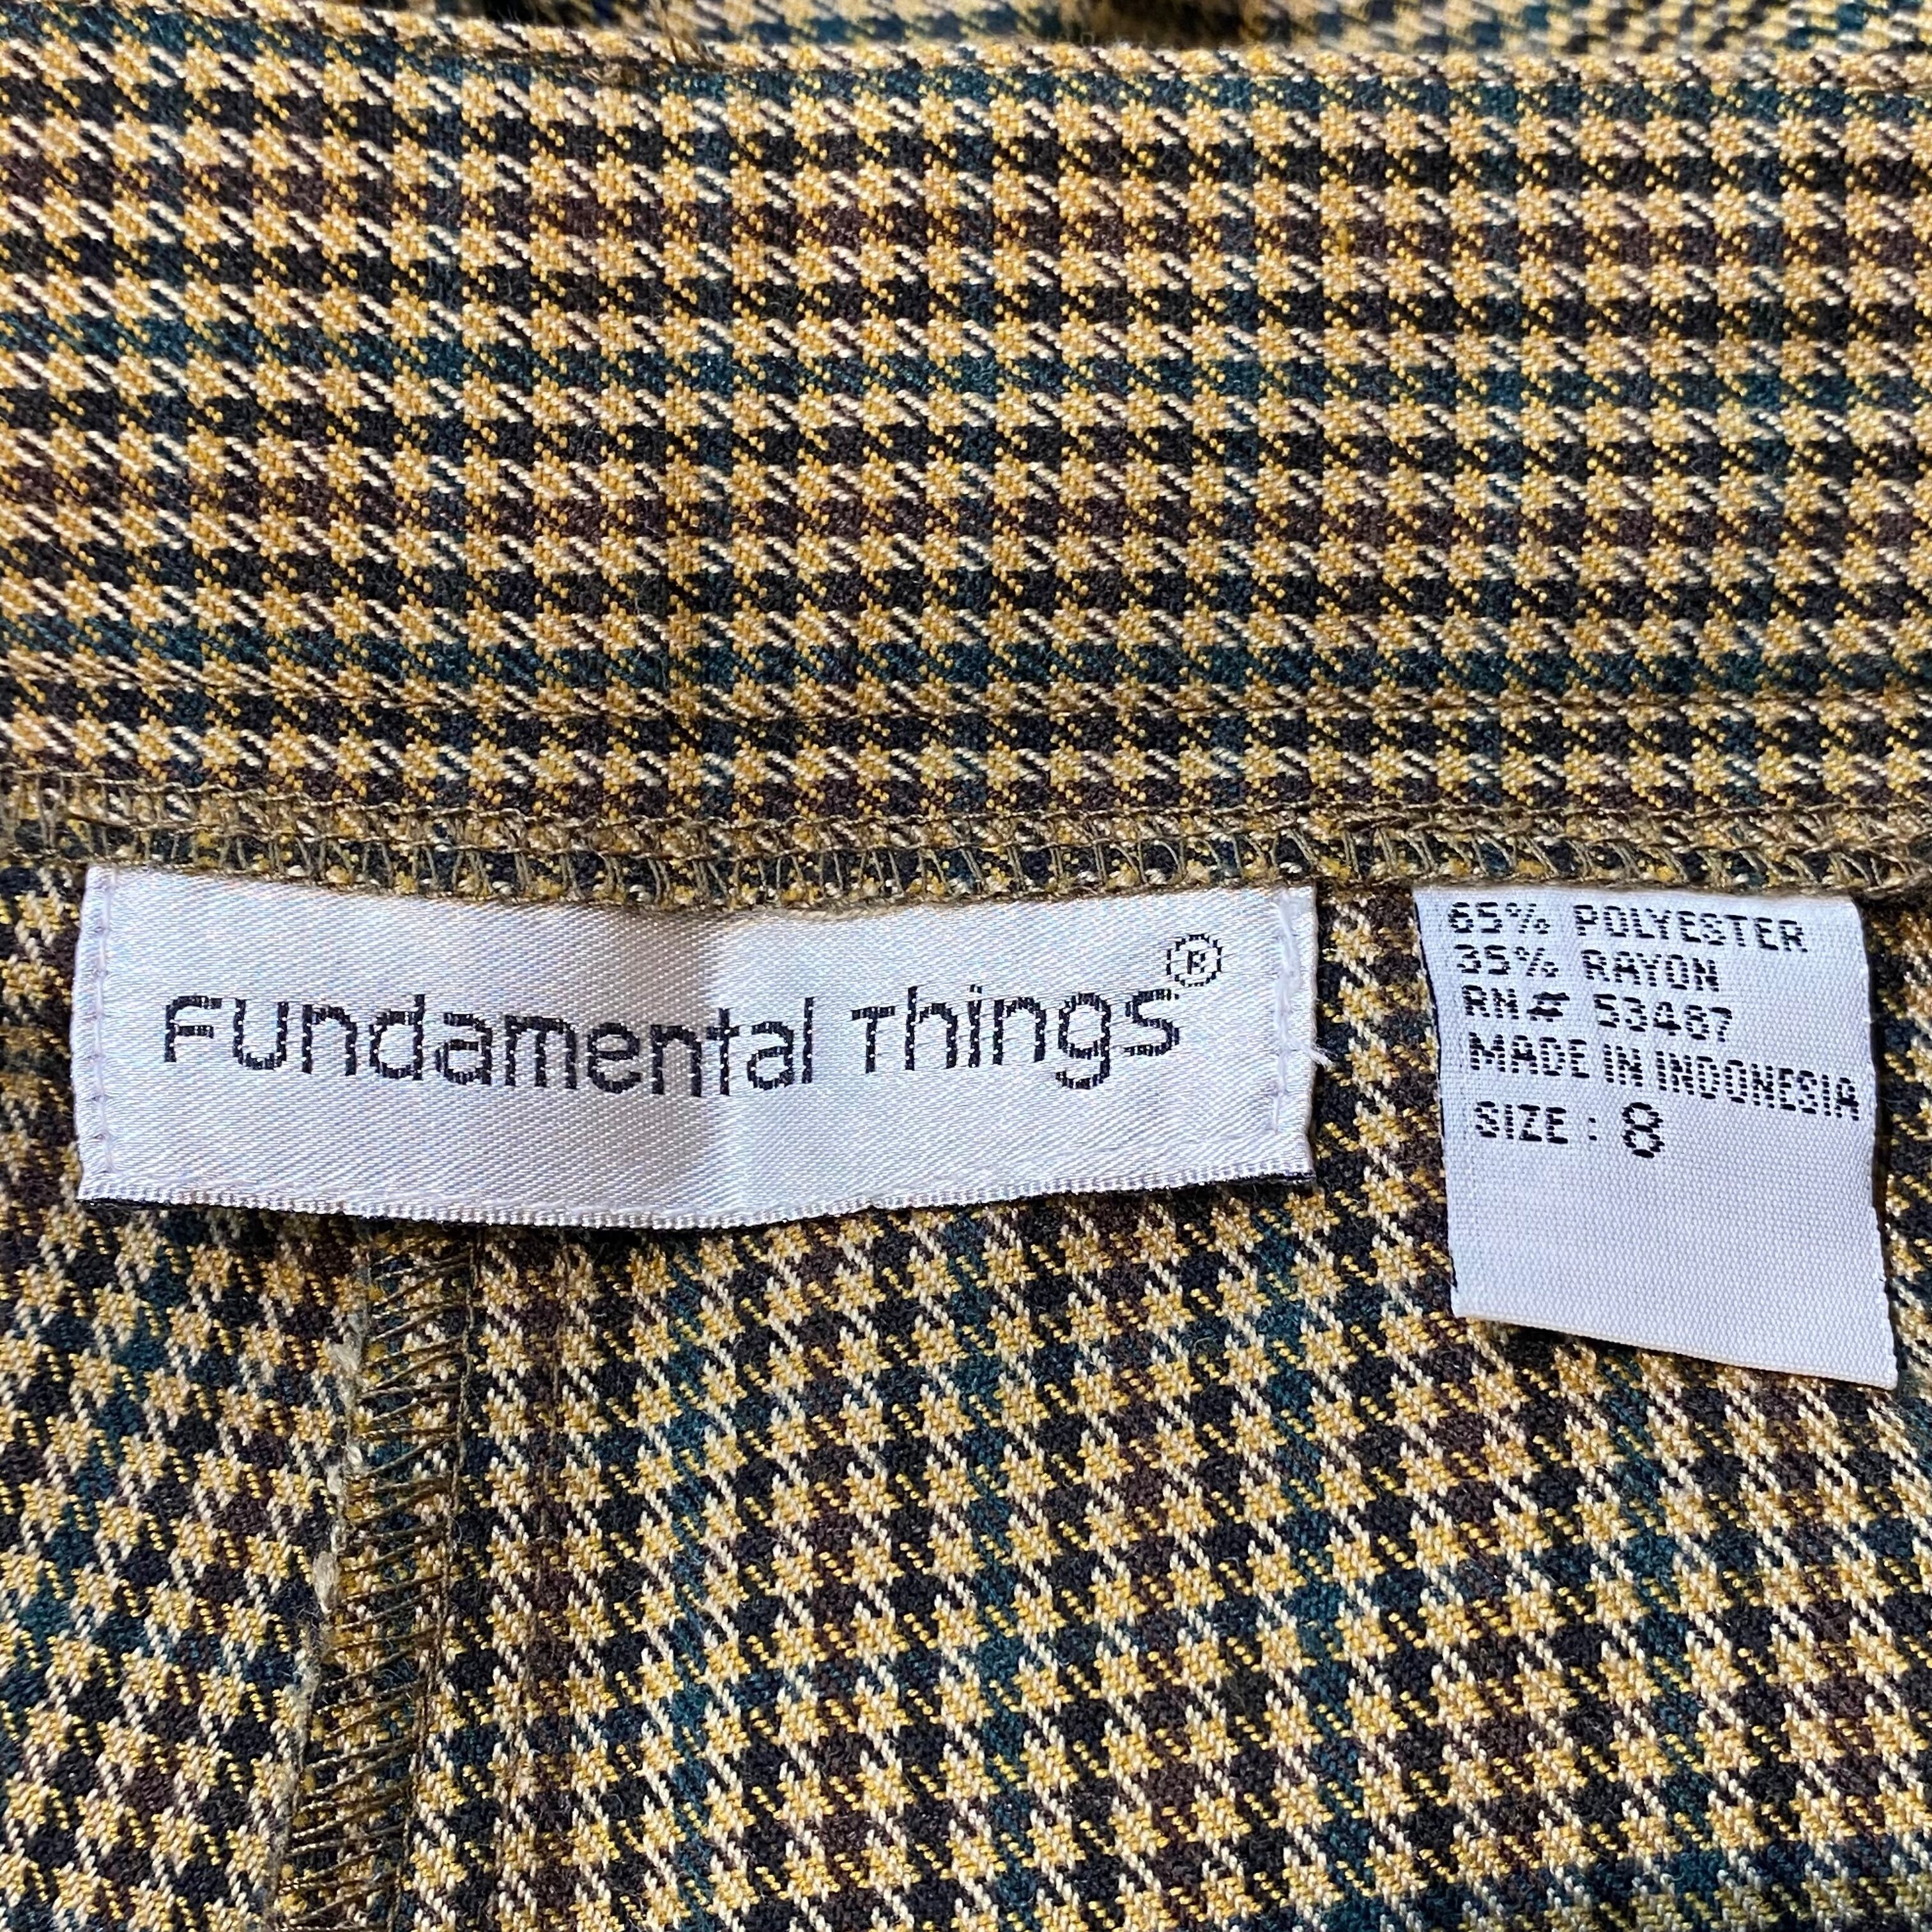 Fundamental Things®
65% POLYESTER
35% RAYON
RN# 53487
MADE IN INDONESIA
SIZE : 8